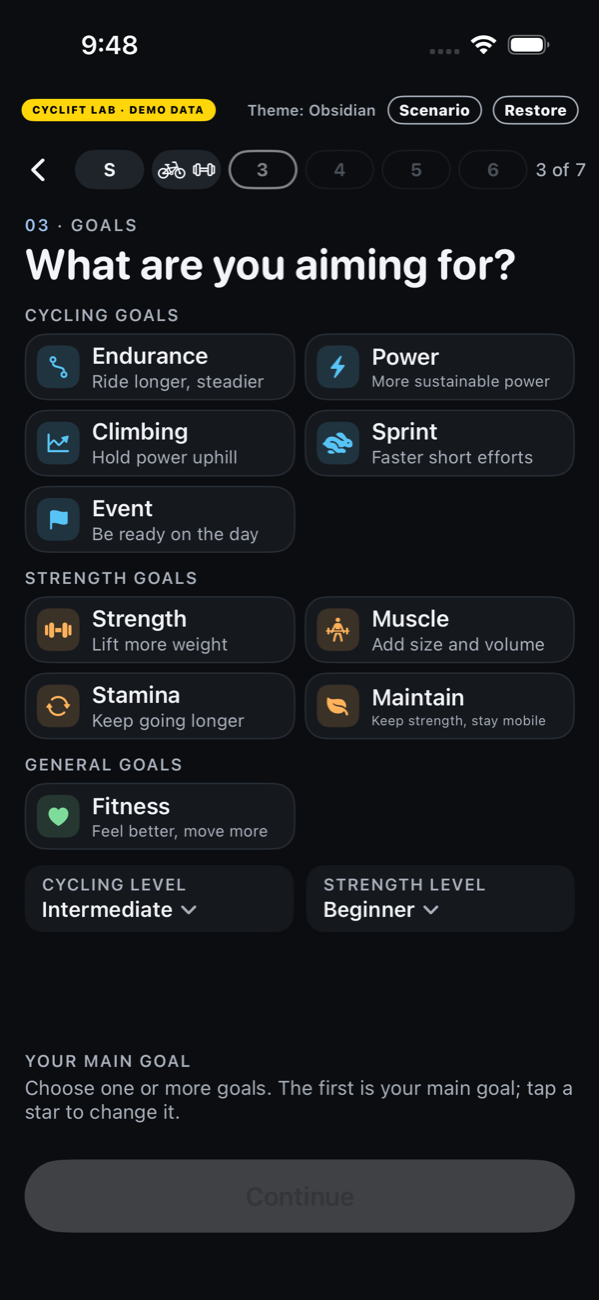 9:48
CYCLIFT LAB · DEMO DATA
Theme: Obsidian
Scenario
Restore
S
3
4
5
6
3 of 7
03 · GOALS
What are you aiming for?
CYCLING GOALS
Endurance
Ride longer, steadier
Power
More sustainable power
Climbing
Hold power uphill
Sprint
Faster short efforts
Event
Be ready on the day
STRENGTH GOALS
Strength
Lift more weight
Muscle
Add size and volume
Stamina
Keep going longer
Maintain
Keep strength, stay mobile
GENERAL GOALS
Fitness
Feel better, move more
CYCLING LEVEL
Intermediate
STRENGTH LEVEL
Beginner
YOUR MAIN GOAL
Choose one or more goals. The first is your main goal; tap a
star to change it.
Continue